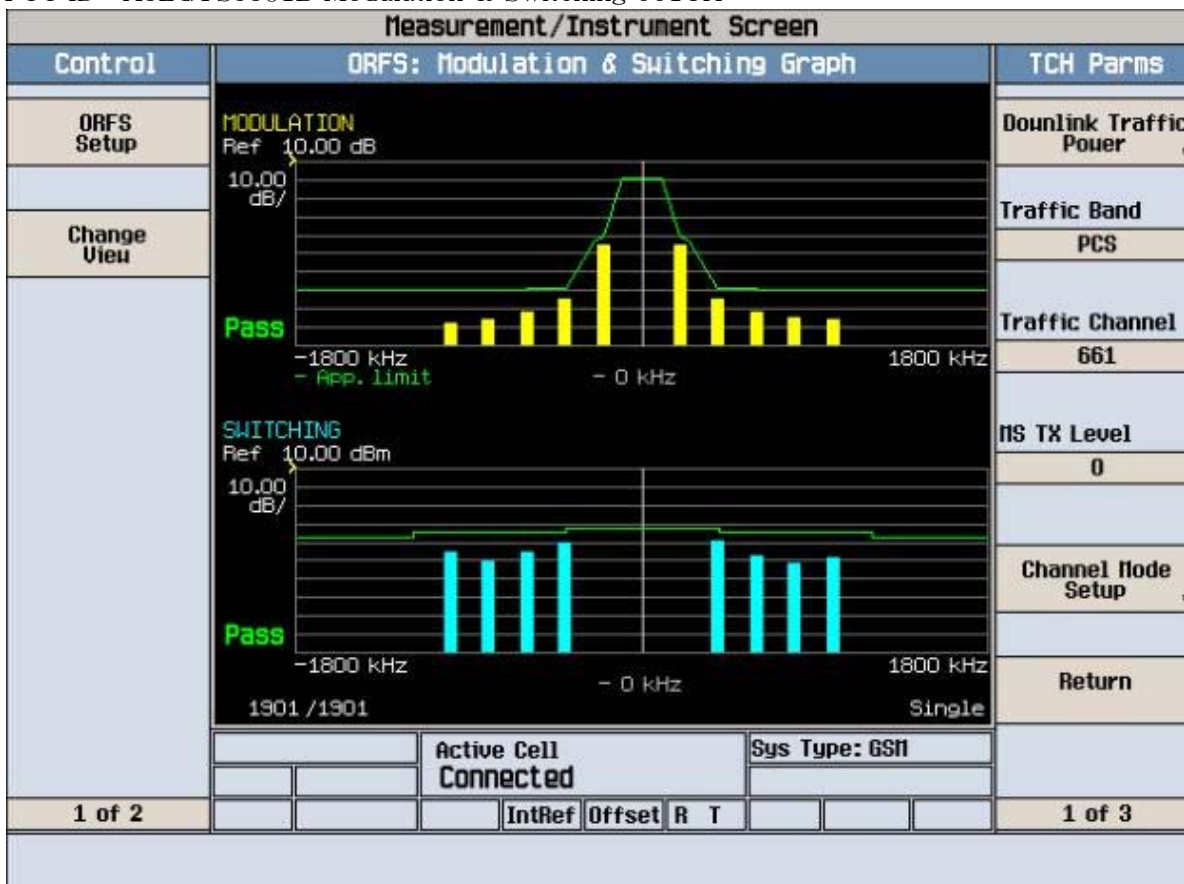 Measurement/Instrument Screen
Control
ORFS: Modulation & Switching Graph
TCH Parms
ORFS
Setup
Change
View
1 of 2
MODULATION
Ref 10.00 dB
10.00
dB/
Pass
-1800 kHz
1800 kHz
- App. limit
- 0 kHz
SWITCHING
Ref 10.00 dBm
10.00
dB/
Pass
-1800 kHz
1800 kHz
- 0 kHz
1901/1901
Single
Active Cell
Connected
Sys Type: GSM
IntRef
Offset
R T
Downlink Traffic
Power
Traffic Band
PCS
Traffic Channel
661
MS TX Level
0
Channel Mode
Setup
Return
1 of 3